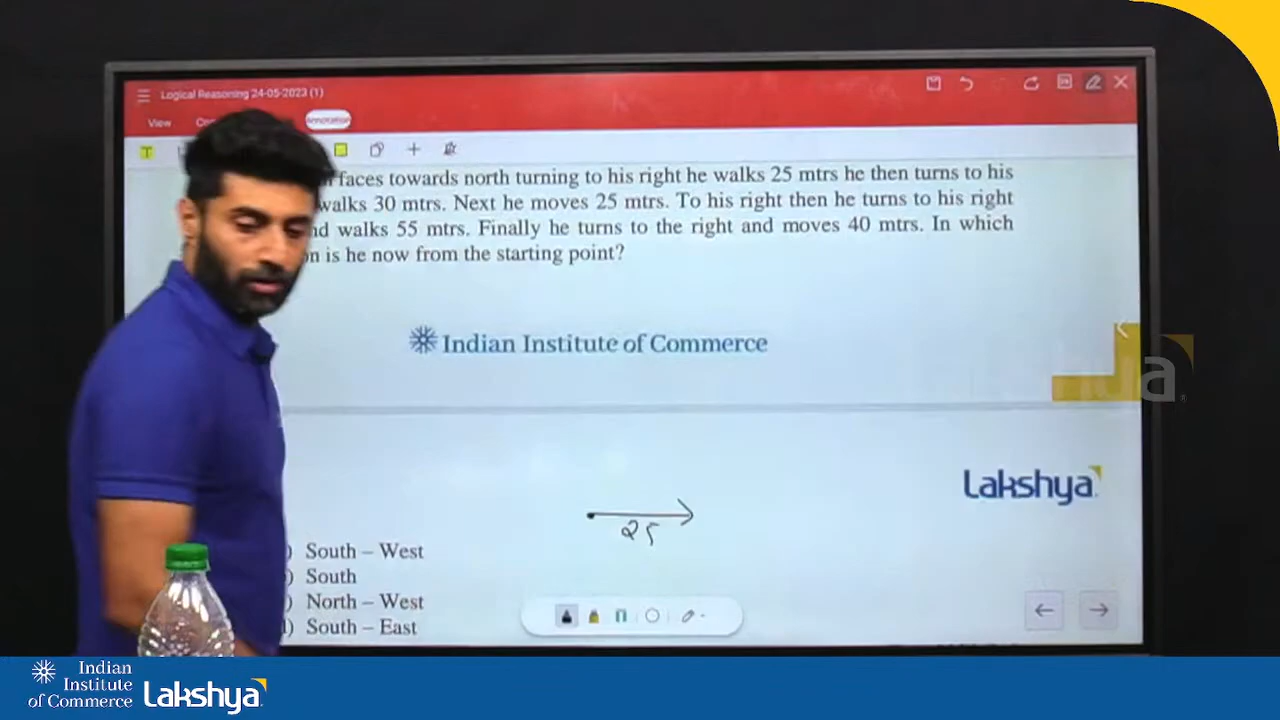 Logical Reasoning 24-05-2023 (1)
View
Annotation
faces towards north turning to his right he walks 25 mtrs he then turns to his
walks 30 mtrs. Next he moves 25 mtrs. To his right then he turns to his right
walks 55 mtrs. Finally he turns to the right and moves 40 mtrs. In which
is he now from the starting point?
Indian Institute of Commerce
Lakshya
25
South – West
South
North – West
South – East
Indian
Institute
of Commerce
Lakshya